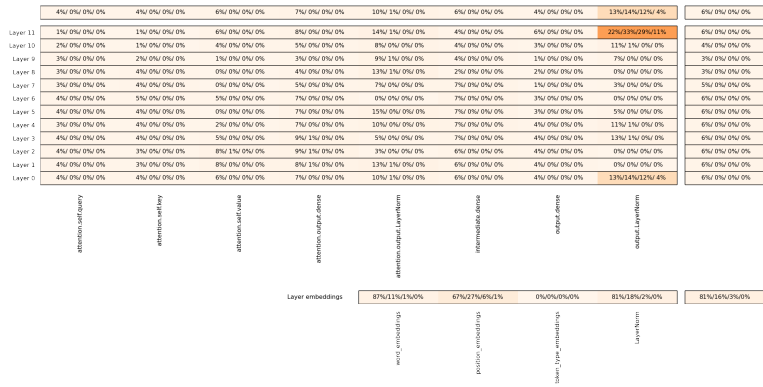 4%/ 0%/ 0%/ 0% 4%/ 0%/ 0%/ 0% 6%/ 0%/ 0%/ 0% 7%/ 0%/ 0%/ 0% 10%/ 1%/ 0%/ 0% 6%/ 0%/ 0%/ 0% 4%/ 0%/ 0%/ 0% 13%/14%/12%/ 4% 6%/ 0%/ 0%/ 0%
Layer 11 1%/ 0%/ 0%/ 0% 1%/ 0%/ 0%/ 0% 6%/ 0%/ 0%/ 0% 8%/ 0%/ 0%/ 0% 14%/ 1%/ 0%/ 0% 4%/ 0%/ 0%/ 0% 6%/ 0%/ 0%/ 0% 22%/33%/29%/11% 6%/ 0%/ 0%/ 0%
Layer 10 2%/ 0%/ 0%/ 0% 1%/ 0%/ 0%/ 0% 4%/ 0%/ 0%/ 0% 5%/ 0%/ 0%/ 0% 8%/ 0%/ 0%/ 0% 6%/ 0%/ 0%/ 0% 3%/ 0%/ 0%/ 0% 11%/ 1%/ 0%/ 0% 4%/ 0%/ 0%/ 0%
Layer 9 3%/ 0%/ 0%/ 0% 2%/ 0%/ 0%/ 0% 1%/ 0%/ 0%/ 0% 3%/ 0%/ 0%/ 0% 9%/ 1%/ 0%/ 0% 4%/ 0%/ 0%/ 0% 1%/ 0%/ 0%/ 0% 7%/ 0%/ 0%/ 0% 3%/ 0%/ 0%/ 0%
Layer 8 3%/ 0%/ 0%/ 0% 4%/ 0%/ 0%/ 0% 0%/ 0%/ 0%/ 0% 4%/ 0%/ 0%/ 0% 13%/ 1%/ 0%/ 0% 2%/ 0%/ 0%/ 0% 2%/ 0%/ 0%/ 0% 0%/ 0%/ 0%/ 0% 3%/ 0%/ 0%/ 0%
Layer 7 3%/ 0%/ 0%/ 0% 4%/ 0%/ 0%/ 0% 0%/ 0%/ 0%/ 0% 7%/ 0%/ 0%/ 0% 7%/ 0%/ 0%/ 0% 7%/ 0%/ 0%/ 0% 2%/ 0%/ 0%/ 0% 0%/ 0%/ 0%/ 0% 5%/ 0%/ 0%/ 0%
Layer 6 4%/ 0%/ 0%/ 0% 5%/ 0%/ 0%/ 0% 5%/ 0%/ 0%/ 0% 7%/ 0%/ 0%/ 0% 0%/ 0%/ 0%/ 0% 7%/ 0%/ 0%/ 0% 3%/ 0%/ 0%/ 0% 0%/ 0%/ 0%/ 0% 6%/ 0%/ 0%/ 0%
Layer 5 4%/ 0%/ 0%/ 0% 4%/ 0%/ 0%/ 0% 0%/ 0%/ 0%/ 0% 7%/ 0%/ 0%/ 0% 15%/ 0%/ 0%/ 0% 7%/ 0%/ 0%/ 0% 3%/ 0%/ 0%/ 0% 5%/ 0%/ 0%/ 0% 6%/ 0%/ 0%/ 0%
Layer 4 3%/ 0%/ 0%/ 0% 4%/ 0%/ 0%/ 0% 2%/ 0%/ 0%/ 0% 7%/ 0%/ 0%/ 0% 10%/ 0%/ 0%/ 0% 7%/ 0%/ 0%/ 0% 4%/ 0%/ 0%/ 0% 11%/ 1%/ 0%/ 0% 6%/ 0%/ 0%/ 0%
Layer 3 4%/ 0%/ 0%/ 0% 4%/ 0%/ 0%/ 0% 5%/ 0%/ 0%/ 0% 9%/ 1%/ 0%/ 0% 5%/ 0%/ 0%/ 0% 7%/ 0%/ 0%/ 0% 4%/ 0%/ 0%/ 0% 13%/ 1%/ 0%/ 0% 6%/ 0%/ 0%/ 0%
Layer 2 4%/ 0%/ 0%/ 0% 3%/ 0%/ 0%/ 0% 8%/ 1%/ 0%/ 0% 9%/ 1%/ 0%/ 0% 3%/ 0%/ 0%/ 0% 6%/ 0%/ 0%/ 0% 4%/ 0%/ 0%/ 0% 0%/ 0%/ 0%/ 0% 6%/ 0%/ 0%/ 0%
Layer 1 4%/ 0%/ 0%/ 0% 3%/ 0%/ 0%/ 0% 8%/ 0%/ 0%/ 0% 8%/ 1%/ 0%/ 0% 13%/ 1%/ 0%/ 0% 6%/ 0%/ 0%/ 0% 4%/ 0%/ 0%/ 0% 0%/ 0%/ 0%/ 0% 6%/ 0%/ 0%/ 0%
Layer 0 4%/ 0%/ 0%/ 0% 4%/ 0%/ 0%/ 0% 6%/ 0%/ 0%/ 0% 7%/ 0%/ 0%/ 0% 10%/ 1%/ 0%/ 0% 6%/ 0%/ 0%/ 0% 4%/ 0%/ 0%/ 0% 13%/14%/12%/ 4% 6%/ 0%/ 0%/ 0%
attention.self.query
attention.self.key
attention.self.value
attention.output.dense
attention.output.LayerNorm
intermediate.dense
output.dense
output.LayerNorm
Layer embeddings 87%/11%/1%/0% 67%/27%/6%/1% 0%/0%/0%/0% 81%/18%/2%/0% 81%/16%/3%/0%
word_embeddings
position_embeddings
token_type_embeddings
LayerNorm